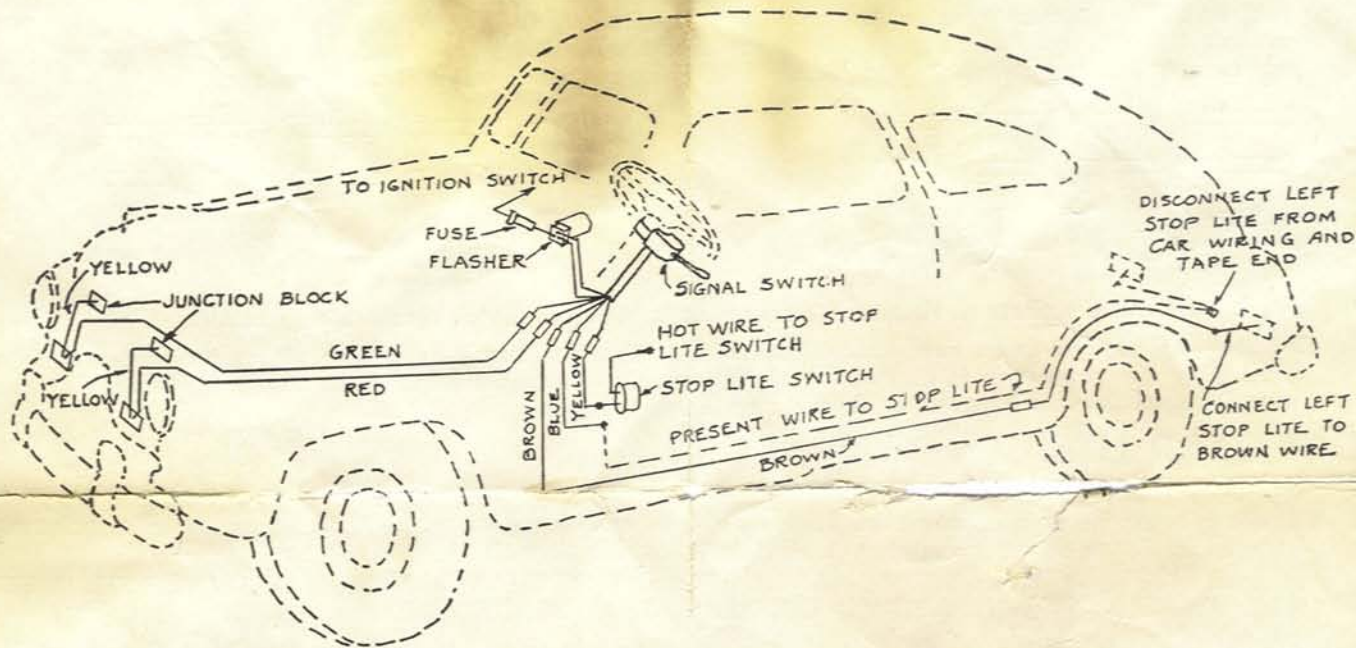 TO IGNITION SWITCH
FUSE
FLASHER
SIGNAL SWITCH
YELLOW
JUNCTION BLOCK
YELLOW
GREEN
RED
BROWN
BLUE
YELLOW
HOT WIRE TO STOP
LITE SWITCH
STOP LITE SWITCH
PRESENT WIRE TO STOP LITE
BROWN
DISCONNECT LEFT
STOP LITE FROM
CAR WIRING AND
TAPE END
CONNECT LEFT
STOP LITE TO
BROWN WIRE